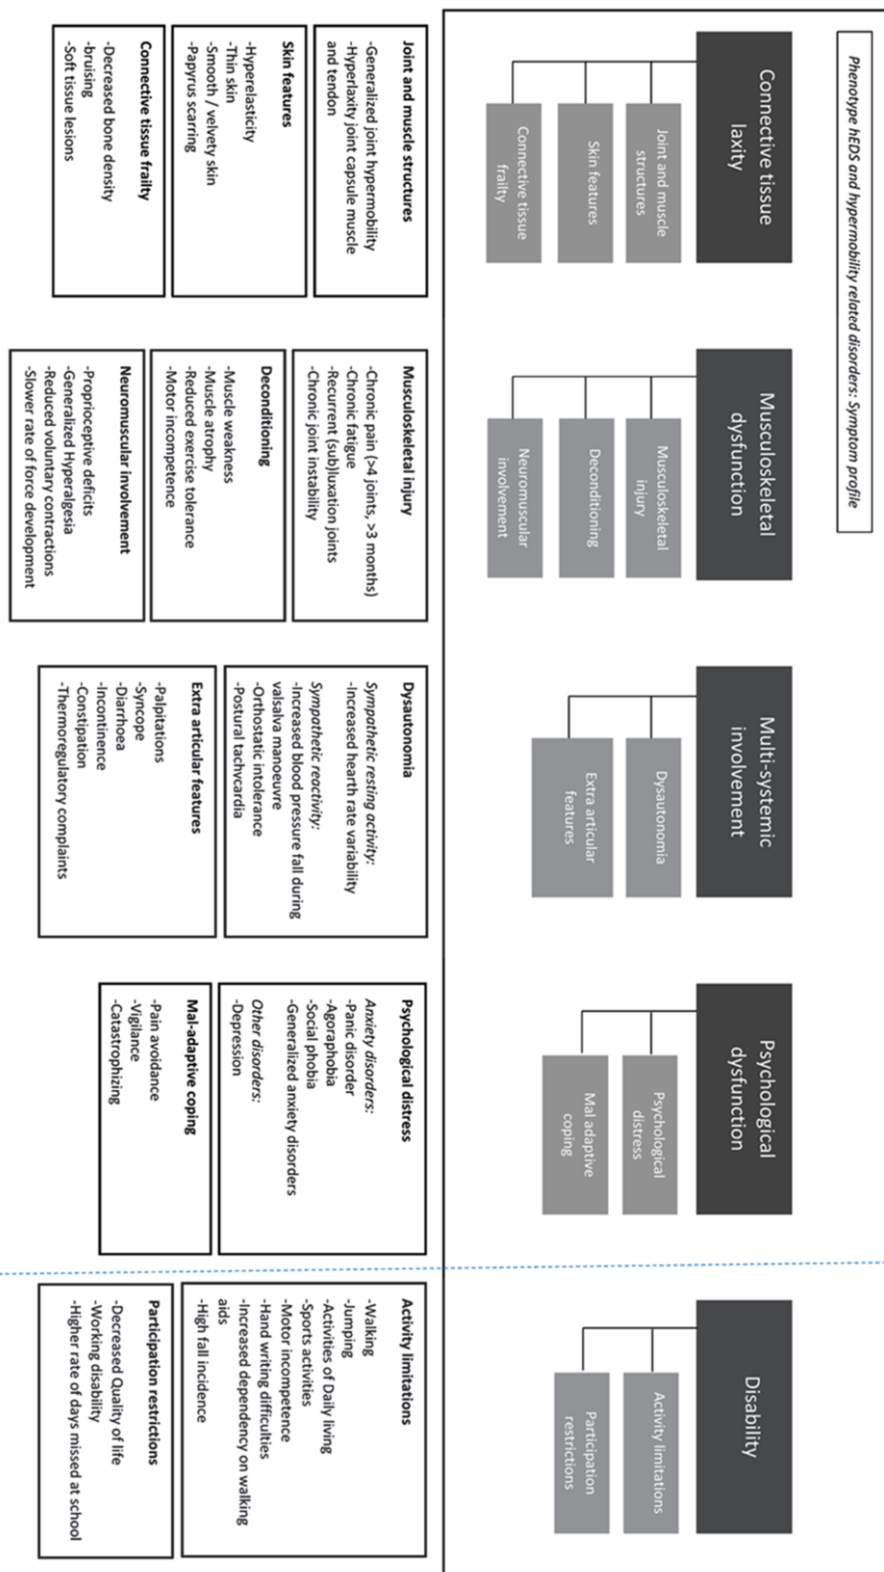 Phenotype hEDS and hypermobility related disorders: Symptom profile
Connective tissue
laxity
Joint and muscle
structures
Skin features
Connective tissue
frailty
Musculoskeletal
dysfunction
Musculoskeletal
injury
Deconditioning
Neuromuscular
involvement
Multi-systemic
involvement
Dysautonomia
Extra articular
features
Psychological
dysfunction
Psychological
distress
Mal adaptive
coping
Disability
Activity limitations
Participation
restrictions
Joint and muscle structures
-Generalized joint hypermobility
-Hyperlaxity joint capsule muscle
and tendon
Skin features
-Hyperelasticity
-Thin skin
-Smooth / velvety skin
-Papyrus scarring
Connective tissue frailty
-Decreased bone density
-bruising
-Soft tissue lesions
Musculoskeletal injury
-Chronic pain (>4 joints, >3 months)
-Chronic fatigue
-Recurrent (sub)luxation joints
-Chronic joint instability
Deconditioning
-Muscle weakness
-Muscle atrophy
-Reduced exercise tolerance
-Motor incompetence
Neuromuscular involvement
-Proprioceptive deficits
-Generalized Hyperalgesia
-Reduced voluntary contractions
-Slower rate of force development
Dysautonomia
Sympathetic resting activity:
-Increased hearth rate variability
Sympathetic reactivity:
-Increased blood pressure fall during
valsalva manoeuvre
-Orthostatic intolerance
-Postural tachycardia
Extra articular features
-Palpitations
-Syncope
-Diarrhoea
-Incontinence
-Constipation
-Thermoregulatory complaints
Psychological distress
Anxiety disorders:
-Panic disorder
-Agoraphobia
-Social phobia
-Generalized anxiety disorders
Other disorders:
-Depression
Mal-adaptive coping
-Pain avoidance
-Vigilance
-Catastrophizing
Activity limitations
-Walking
-Jumping
-Activities of Daily living
-Sports activities
-Motor incompetence
-Hand writing difficulties
-Increased dependency on walking
aids
-High fall incidence
Participation restrictions
-Decreased Quality of life
-Working disability
-Higher rate of days missed at school